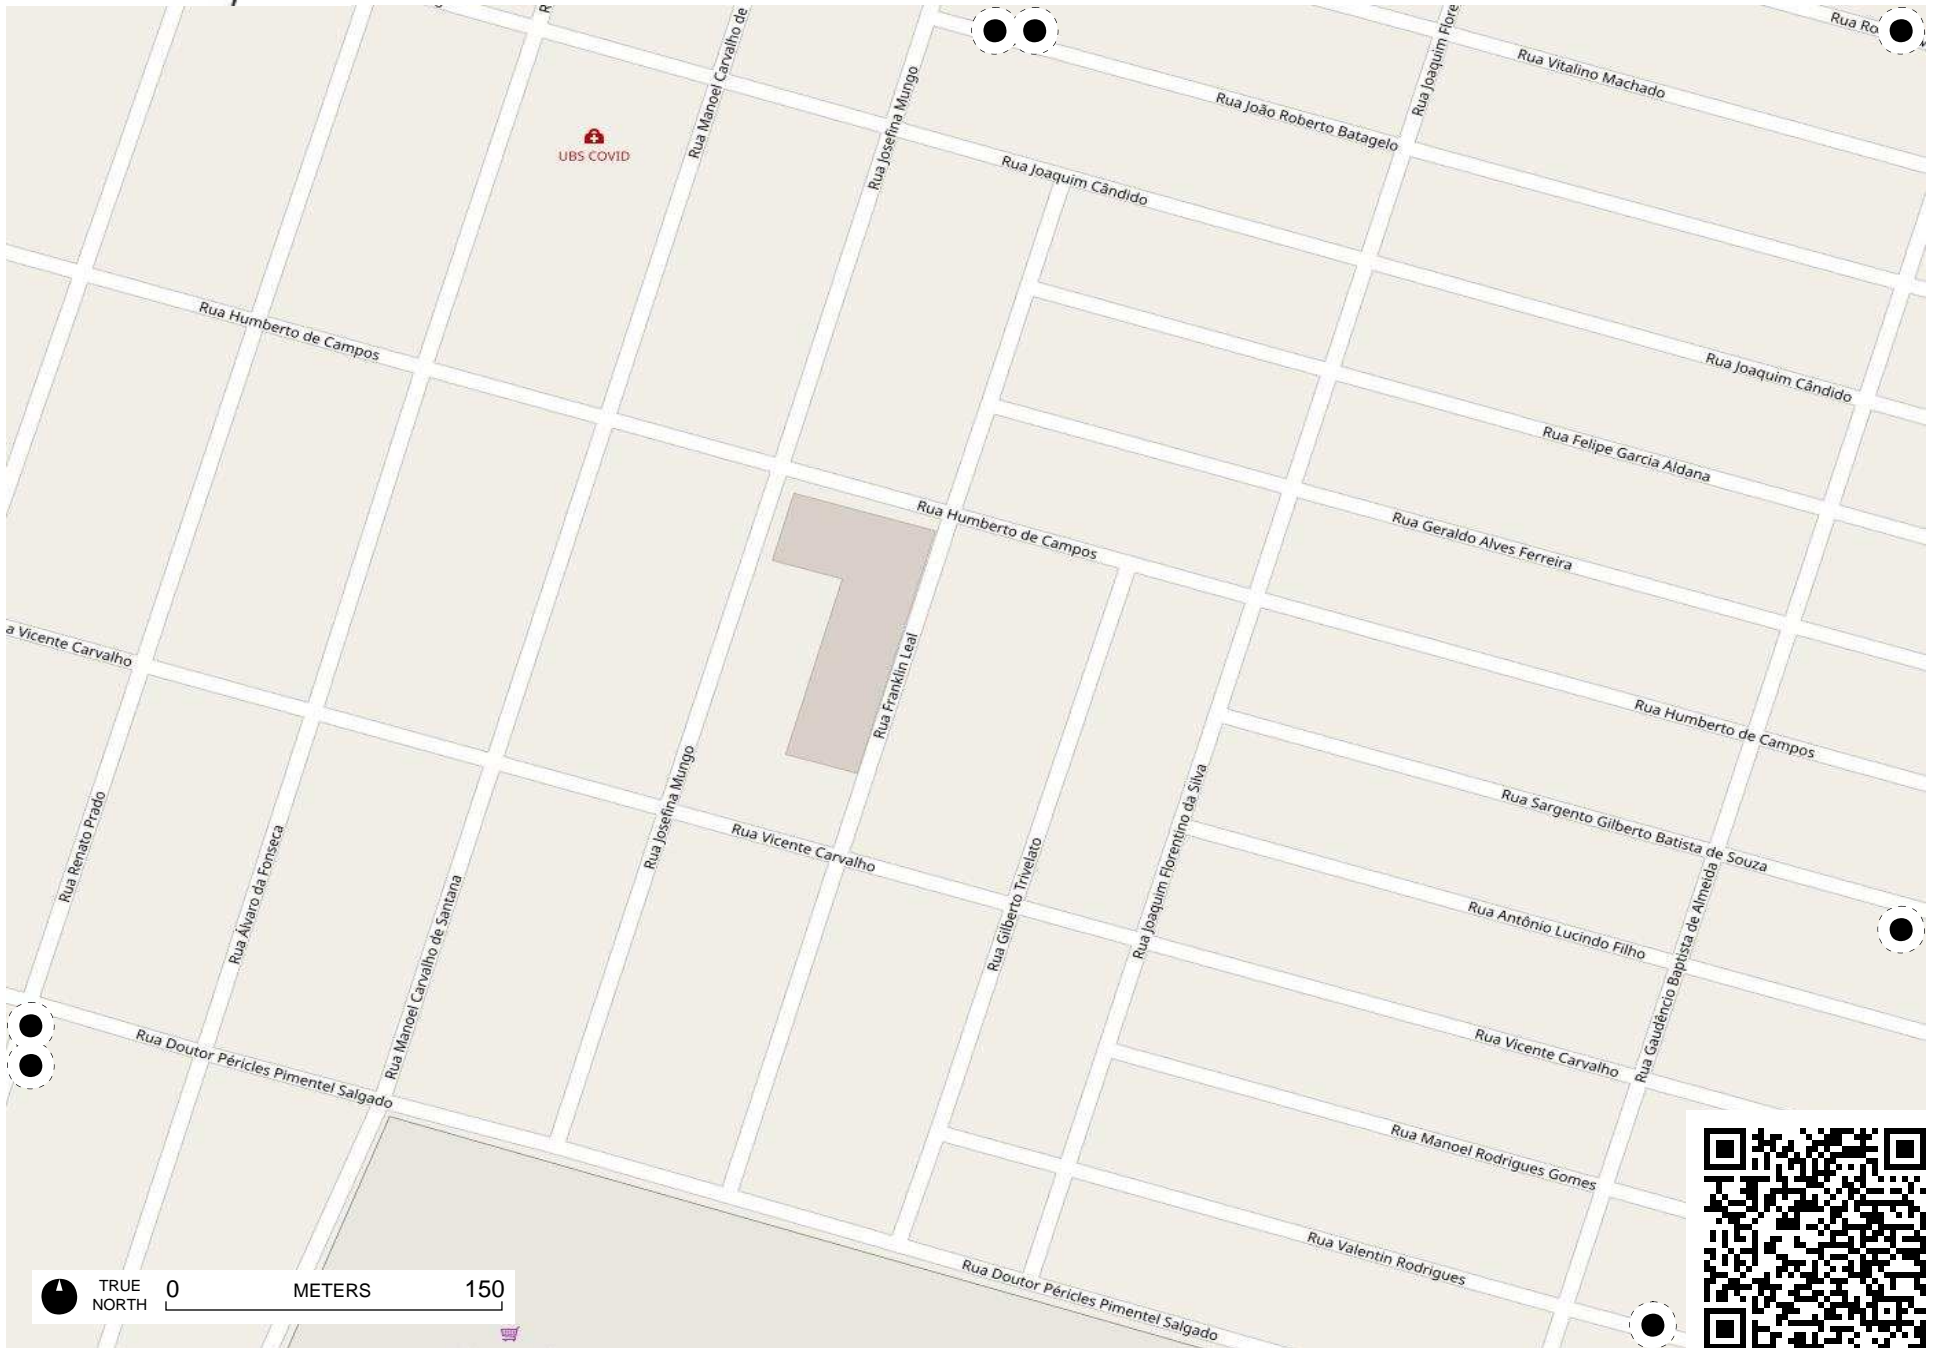 Rua Vitalino Machado
Rua João Roberto Batagelo
Rua Joaquim Flore
Rua Manoel Carvalho de
Rua Josefina Mungo
UBS COVID
Rua Joaquim Cândido
Rua Humberto de Campos
Rua Joaquim Cândido
Rua Felipe Garcia Aldana
Rua Humberto de Campos
Rua Geraldo Alves Ferreira
a Vicente Carvalho
Rua Franklin Leal
Rua Humberto de Campos
Rua Josefina Mungo
Rua Renato Prado
Rua Álvaro da Fonseca
Rua Manoel Carvalho de Santana
Rua Vicente Carvalho
Rua Gilberto Trivelato
Rua Joaquim Florentino da Silva
Rua Sargento Gilberto Batista de Souza
Rua Antônio Lucindo Filho
Rua Gaudêncio Baptista de Almeida
Rua Vicente Carvalho
Rua Doutor Péricles Pimentel Salgado
Rua Manoel Rodrigues Gomes
Rua Valentin Rodrigues
Rua Doutor Péricles Pimentel Salgado
TRUE
NORTH
0 METERS 150